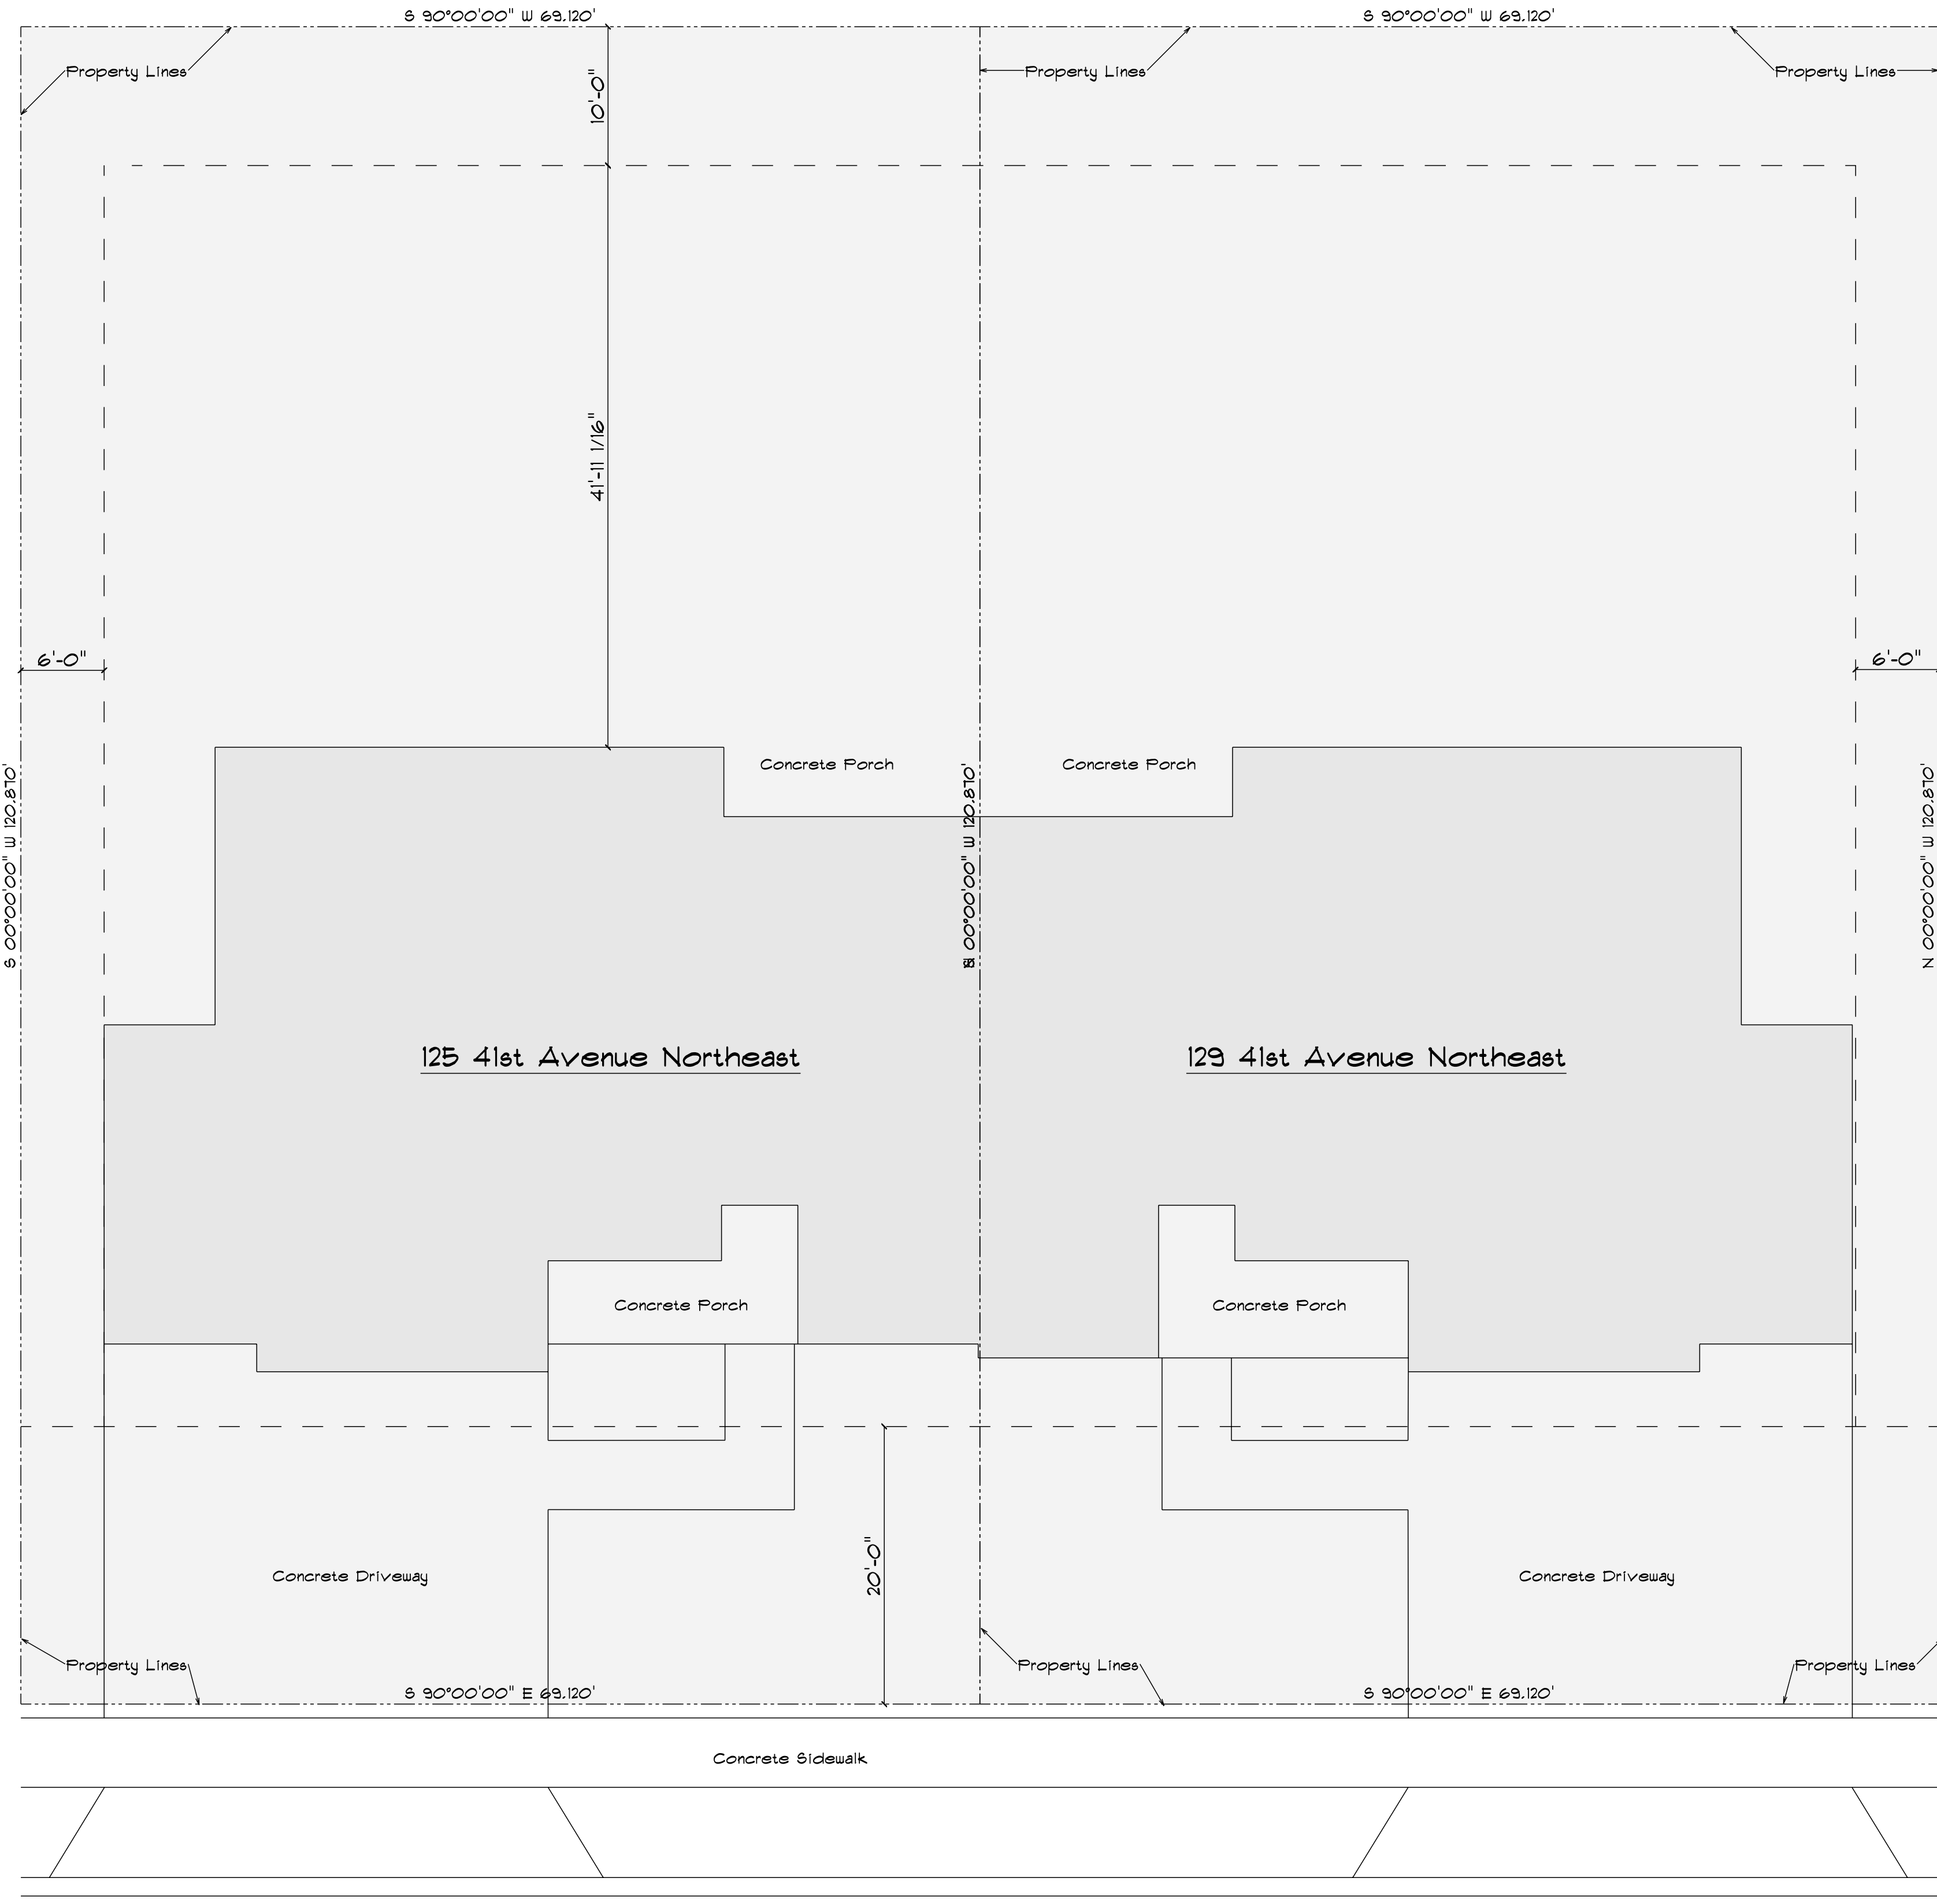 S 90°00'00" W 69.120'
S 90°00'00" W 69.120'
Property Lines
Property Lines
Property Lines
10'-0"
41'-11 1/16"
6'-0"
6'-0"
Concrete Porch
Concrete Porch
S 00°00'00" W 120.870'
00°00'00" W 120.870'
N 00°00'00" W 120.870'
125 41st Avenue Northeast
129 41st Avenue Northeast
Concrete Porch
Concrete Porch
20'-0"
Concrete Driveway
Concrete Driveway
Property Lines
Property Lines
Property Lines
S 90°00'00" E 69.120'
S 90°00'00" E 69.120'
Concrete Sidewalk